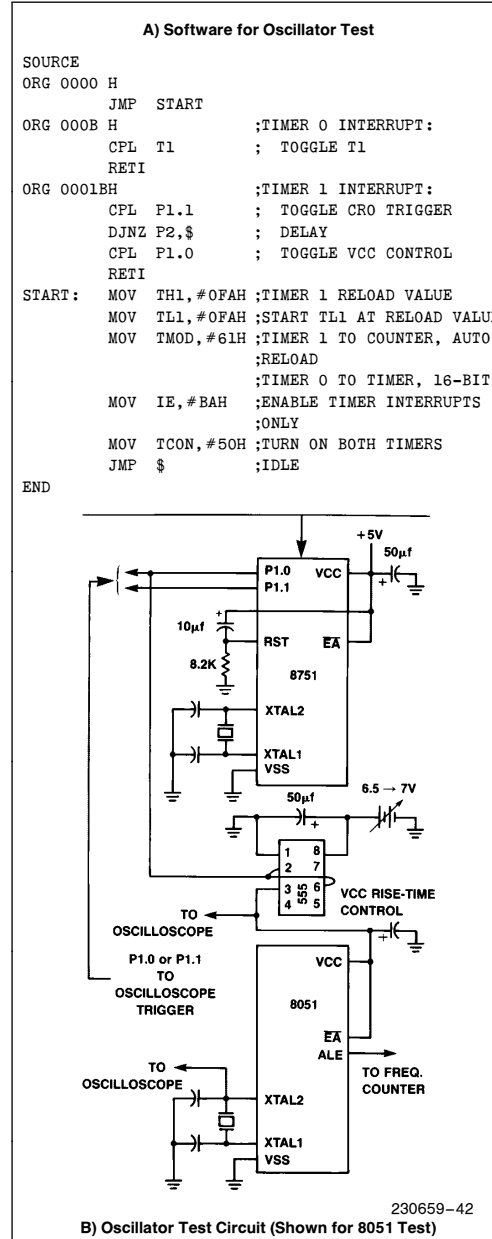 A) Software for Oscillator Test
SOURCE
ORG 0000 H
JMP START
ORG 000B H ;TIMER 0 INTERRUPT:
CPL T1 ; TOGGLE T1
RETI
ORG 0001BH ;TIMER 1 INTERRUPT:
CPL P1.1 ; TOGGLE CRO TRIGGER
DJNZ P2,$ ; DELAY
CPL P1.0 ; TOGGLE VCC CONTROL
RETI
START: MOV TH1,#0FAH ;TIMER 1 RELOAD VALUE
MOV TL1,#0FAH ;START TL1 AT RELOAD VALUE
MOV TMOD,#61H ;TIMER 1 TO COUNTER, AUTO
;RELOAD
;TIMER 0 TO TIMER, 16-BIT
MOV IE,#BAH ;ENABLE TIMER INTERRUPTS
;ONLY
MOV TCON,#50H ;TURN ON BOTH TIMERS
JMP $ ;IDLE
END
+5V
50µf
+
P1.0
VCC
P1.1
10µf
+
RST
EA
8.2K
8751
XTAL2
XTAL1
VSS
50µf
+
6.5 → 7V
1 8
2 7
3 6
4 5
555
VCC RISE-TIME
CONTROL
TO
OSCILLOSCOPE
+
P1.0 or P1.1
TO
OSCILLOSCOPE
TRIGGER
VCC
8051
EA
ALE
TO FREQ.
COUNTER
TO
OSCILLOSCOPE
XTAL2
XTAL1
VSS
230659–42
B) Oscillator Test Circuit (Shown for 8051 Test)